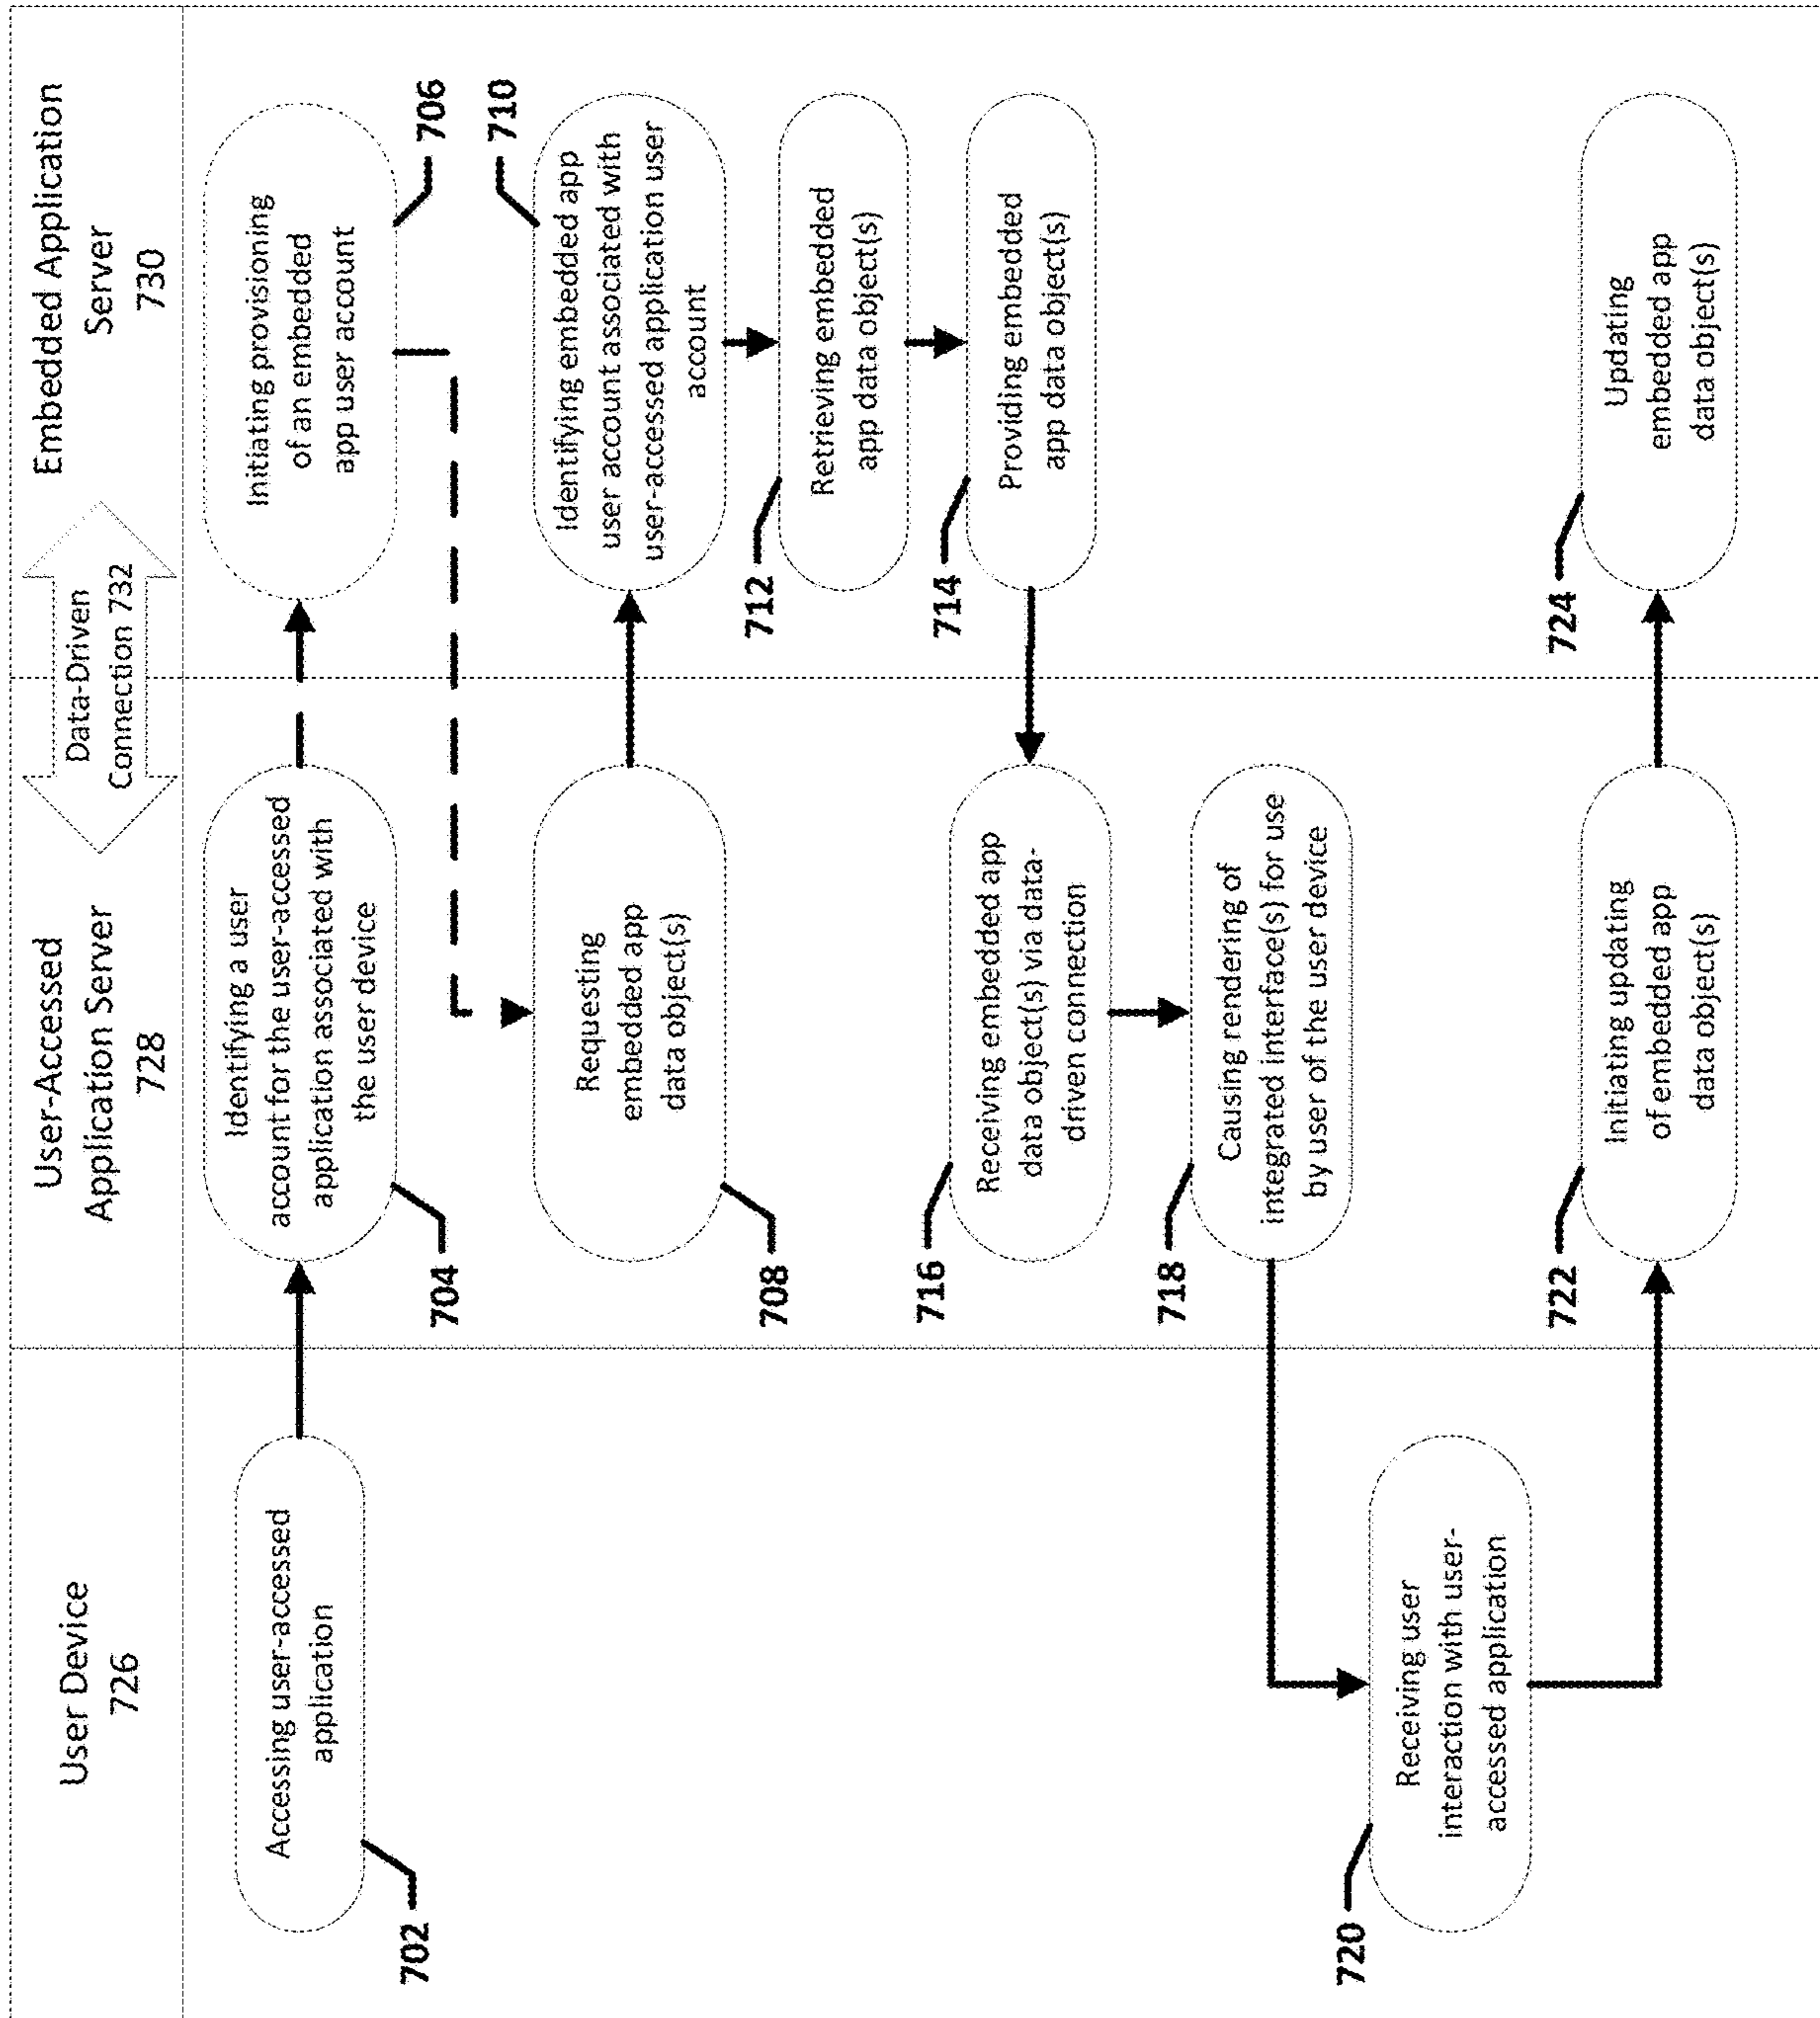 User Device
726
User-Accessed
Application Server
728
Data-Driven
Connection 732
Embedded Application
Server
730
Accessing user-accessed
application
702
Identifying a user
account for the user-accessed
application associated with
the user device
704
Initiating provisioning
of an embedded
app user account
706
Requesting
embedded app
data object(s)
708
Identifying embedded app
user account associated with
user-accessed application user
account
710
Retrieving embedded
app data object(s)
712
Providing embedded
app data object(s)
714
Receiving embedded app
data object(s) via data-
driven connection
716
Causing rendering of
integrated interface(s) for use
by user of the user device
718
Receiving user
interaction with user-
accessed application
720
Initiating updating
of embedded app
data object(s)
722
Updating
embedded app
data object(s)
724